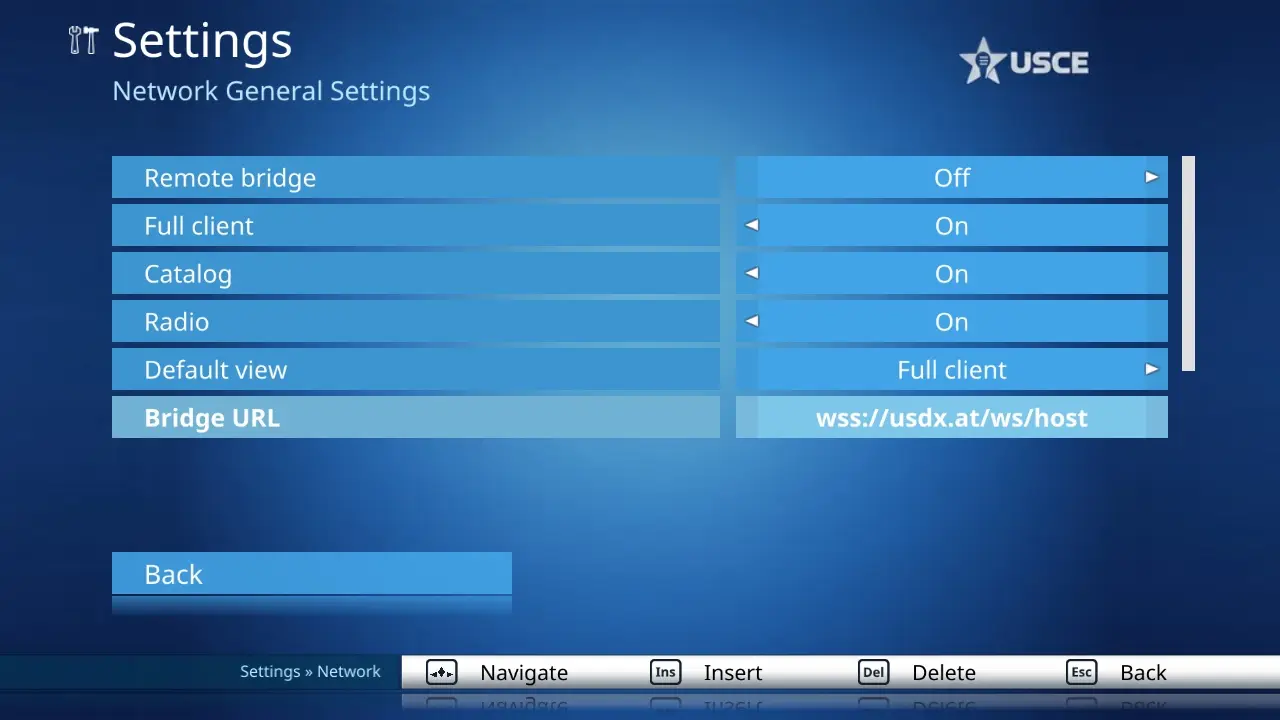 Settings
Network General Settings
USCE
Remote bridge Off
Full client On
Catalog On
Radio On
Default view Full client
Bridge URL wss://usdx.at/ws/host
Back
Settings » Network
Navigate Ins Insert Del Delete Esc Back